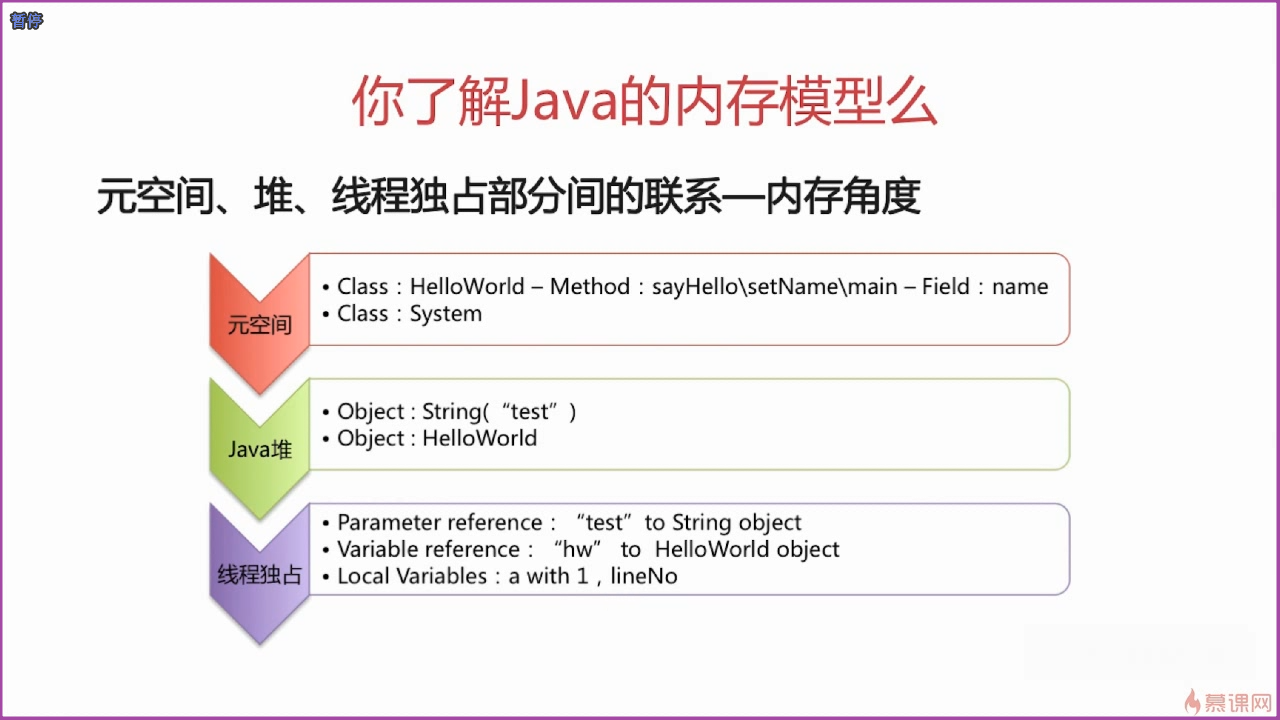 暂停
你了解Java的内存模型么
元空间、堆、线程独占部分间的联系—内存角度
元空间
• Class：HelloWorld – Method：sayHello\setName\main – Field：name
• Class：System
Java堆
• Object : String(“test”)
• Object : HelloWorld
线程独占
• Parameter reference：“test” to String object
• Variable reference：“hw” to HelloWorld object
• Local Variables：a with 1，lineNo
慕课网